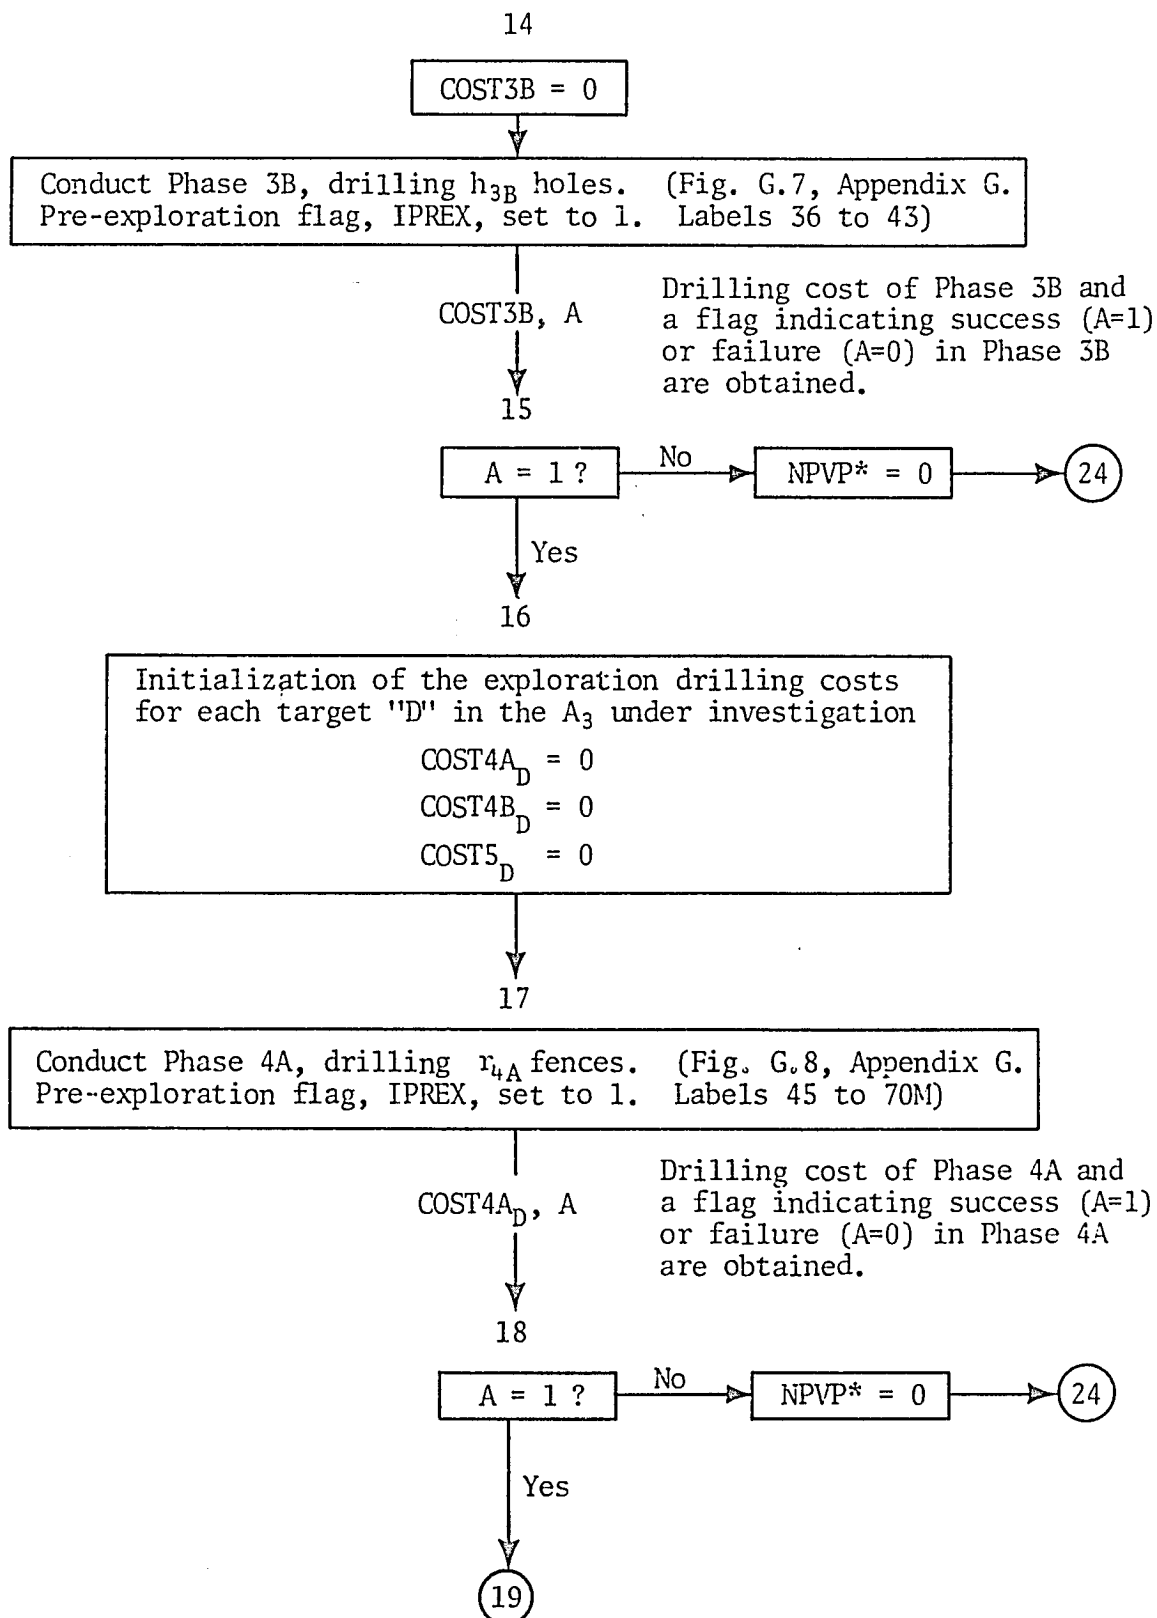 14
COST3B = 0
Conduct Phase 3B, drilling h3B holes. (Fig. G.7, Appendix G.
Pre-exploration flag, IPREX, set to 1. Labels 36 to 43)
COST3B, A
Drilling cost of Phase 3B and
a flag indicating success (A=1)
or failure (A=0) in Phase 3B
are obtained.
15
A = 1 ?
No
NPVP* = 0
24
Yes
16
Initialization of the exploration drilling costs
for each target "D" in the A3 under investigation
COST4AD = 0
COST4BD = 0
COST5D = 0
17
Conduct Phase 4A, drilling r4A fences. (Fig. G.8, Appendix G.
Pre-exploration flag, IPREX, set to 1. Labels 45 to 70M)
COST4AD, A
Drilling cost of Phase 4A and
a flag indicating success (A=1)
or failure (A=0) in Phase 4A
are obtained.
18
A = 1 ?
No
NPVP* = 0
24
Yes
19